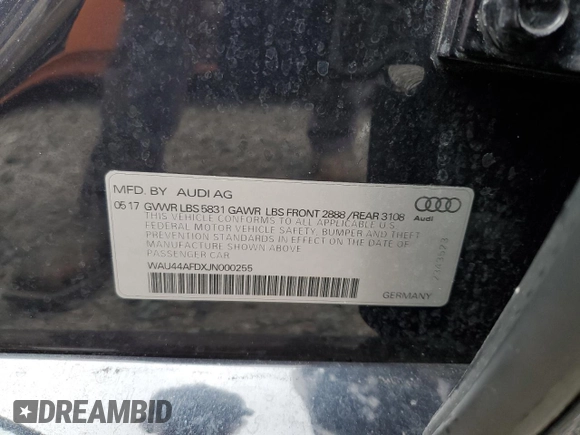 MFD. BY AUDI AG
05 17 GVWR LBS 5831 GAWR LBS FRONT 2888 /REAR 3108
THIS VEHICLE CONFORMS TO ALL APPLICABLE U.S.
FEDERAL MOTOR VEHICLE SAFETY, BUMPER AND THEFT
STANDARDS IN EFFECT ON THE DATE OF
MANUFACTURE SHOWN ABOVE
PASSENGER CAR
WAU44AFDXJN000255
Audi
GERMANY
DREAMBID